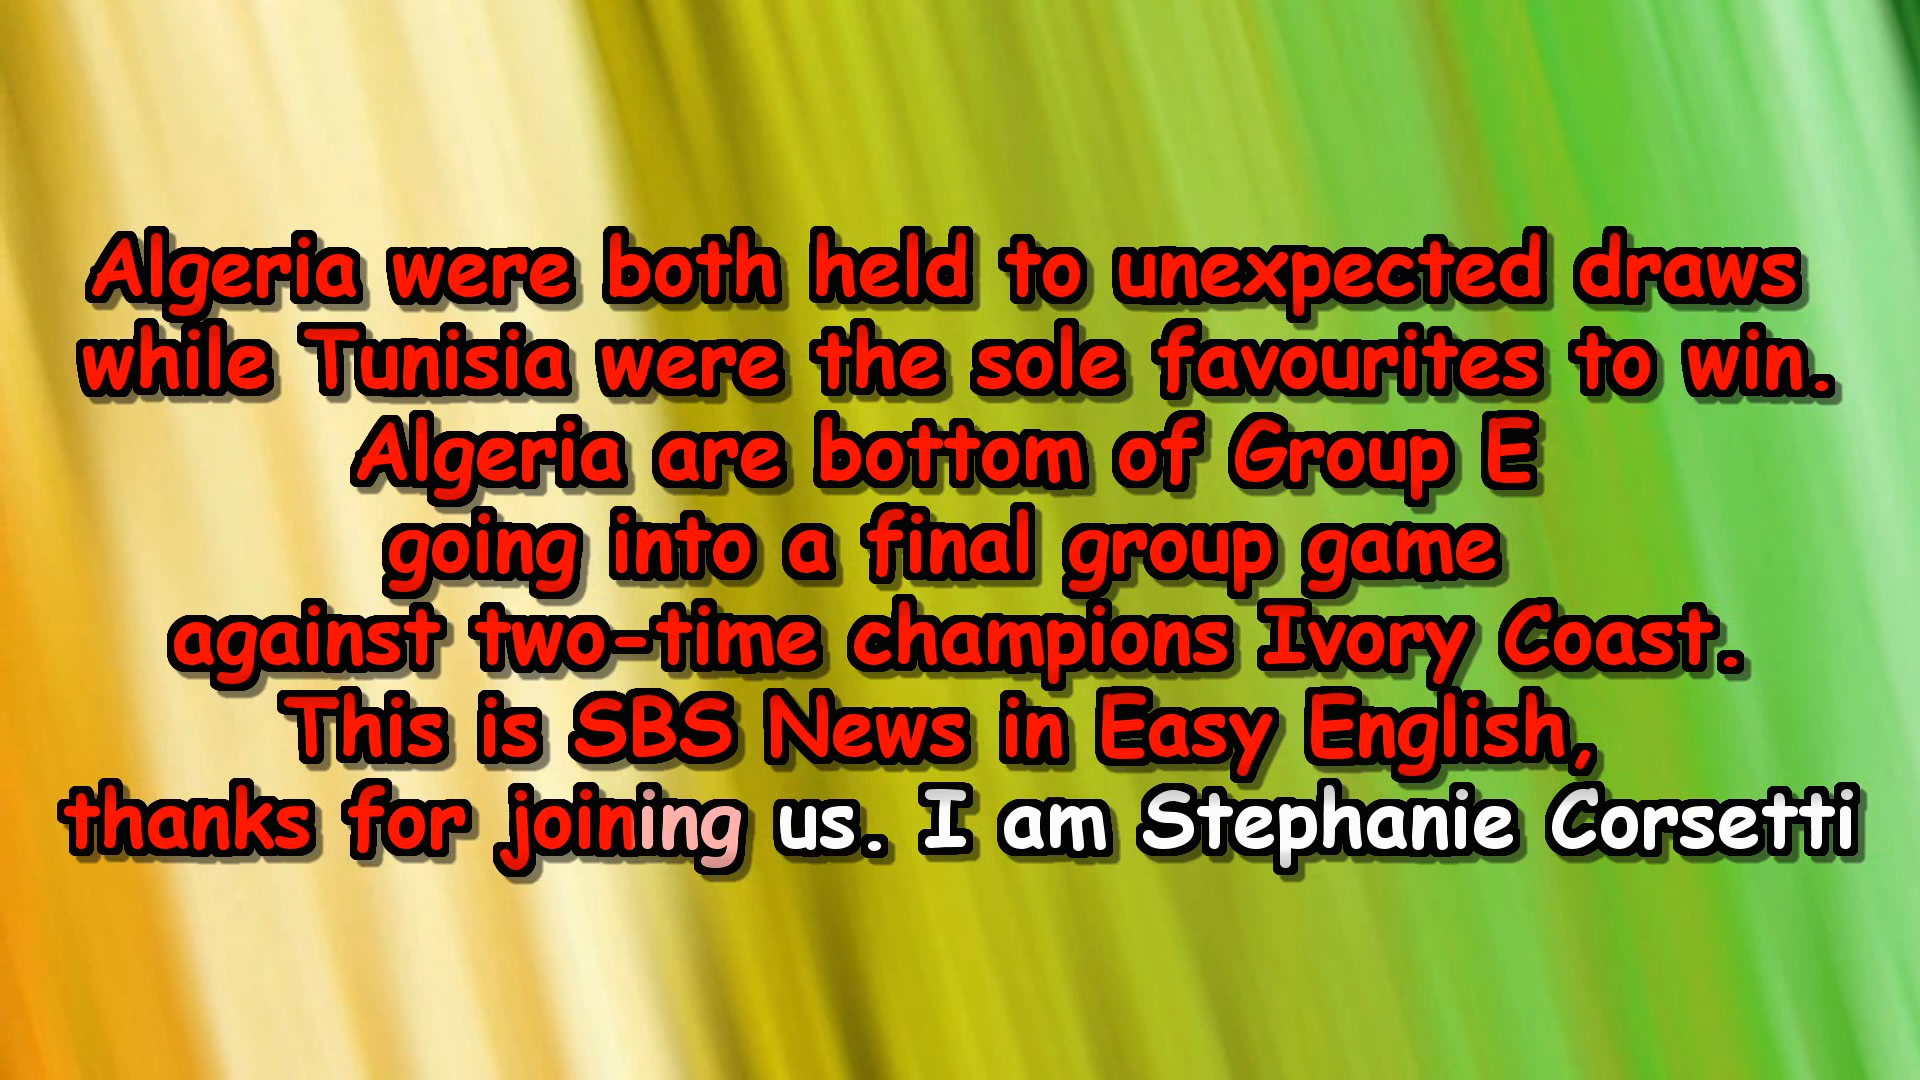 Algeria were both held to unexpected draws
while Tunisia were the sole favourites to win.
Algeria are bottom of Group E
going into a final group game
against two-time champions Ivory Coast.
This is SBS News in Easy English,
thanks for joining us. I am Stephanie Corsetti